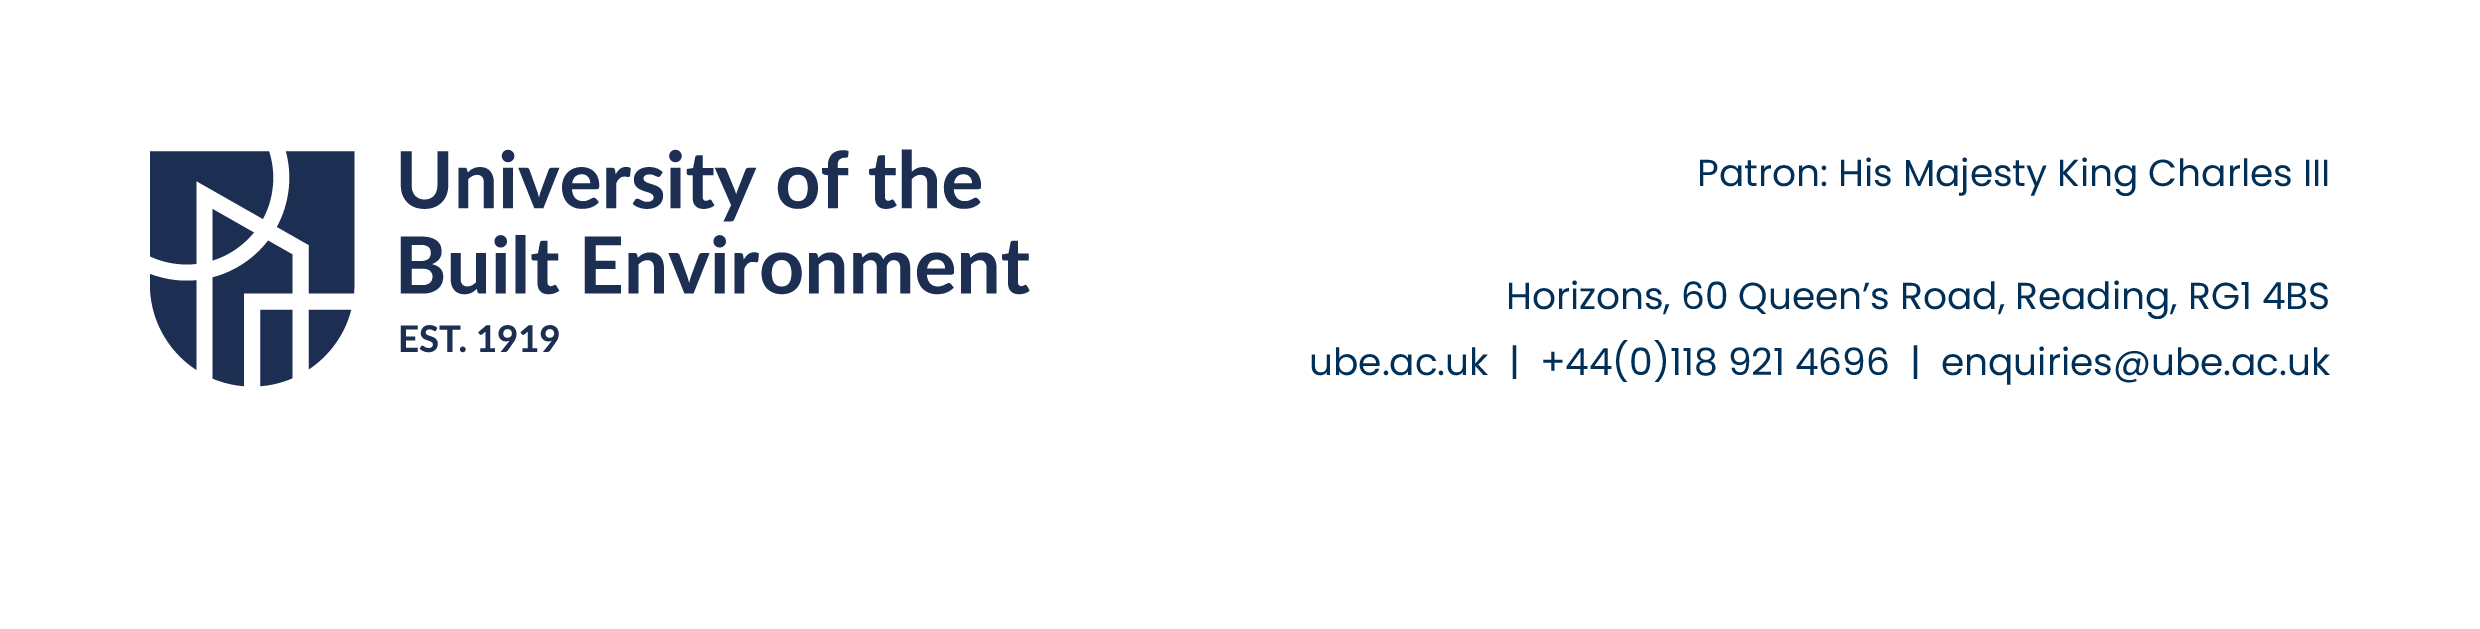 University of the
Built Environment
EST. 1919
Patron: His Majesty King Charles III
Horizons, 60 Queen’s Road, Reading, RG1 4BS
ube.ac.uk | +44(0)118 921 4696 | enquiries@ube.ac.uk